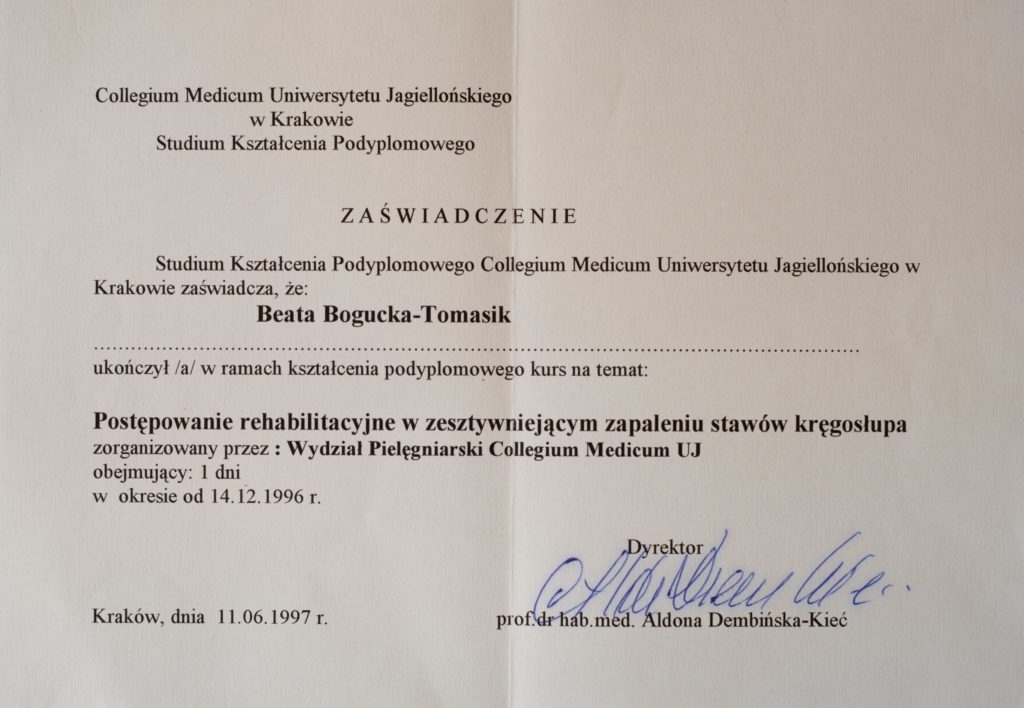 Collegium Medicum Uniwersytetu Jagiellońskiego
w Krakowie
Studium Kształcenia Podyplomowego
ZAŚWIADCZENIE
Studium Kształcenia Podyplomowego Collegium Medicum Uniwersytetu Jagiellońskiego w
Krakowie zaświadcza, że:
Beata Bogucka-Tomasik
ukończył /a/ w ramach kształcenia podyplomowego kurs na temat:
Postępowanie rehabilitacyjne w zesztywniejącym zapaleniu stawów kręgosłupa
zorganizowany przez : Wydział Pielęgniarski Collegium Medicum UJ
obejmujący: 1 dni
w okresie od 14.12.1996 r.
Dyrektor
Kraków, dnia 11.06.1997 r.
prof.dr hab.med. Aldona Dembińska-Kieć